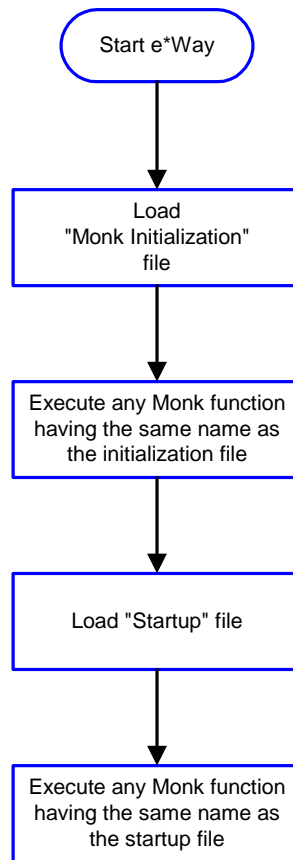 Start e*Way
Load
"Monk Initialization"
file
Execute any Monk function
having the same name as
the initialization file
Load "Startup" file
Execute any Monk function
having the same name as
the startup file